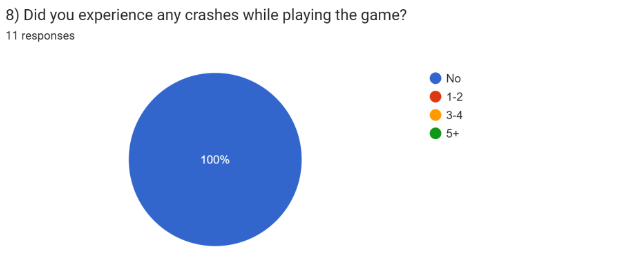 8) Did you experience any crashes while playing the game?
11 responses
100%
No
1-2
3-4
5+